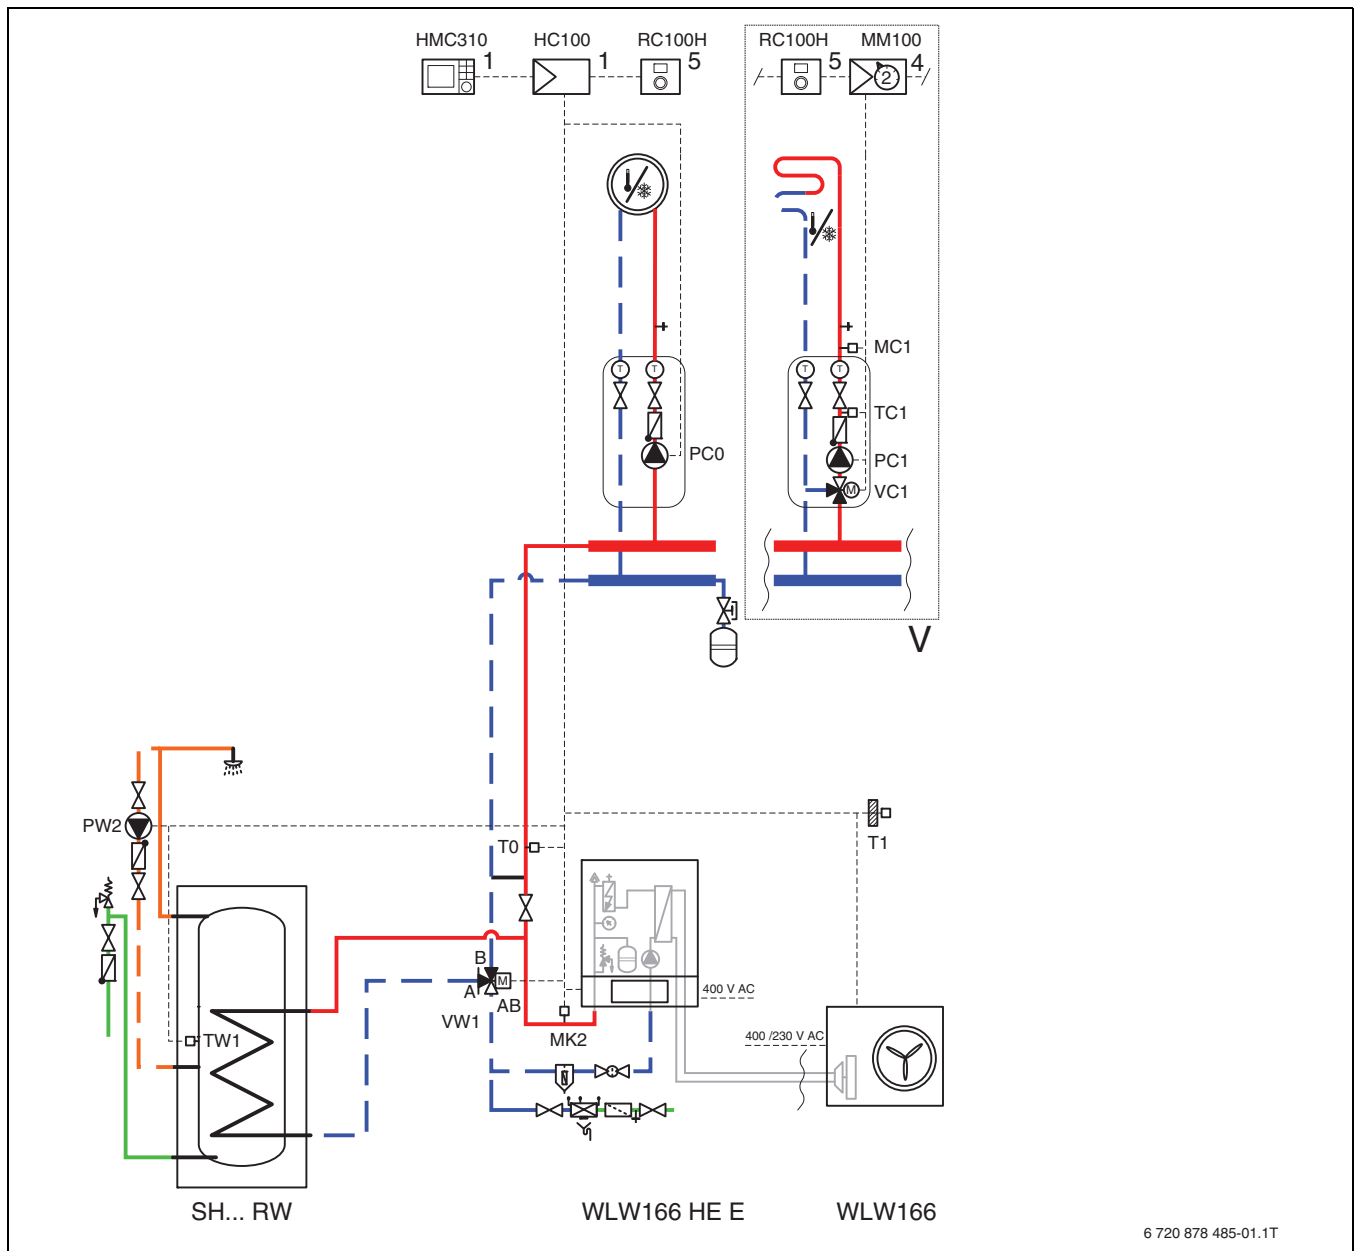 HMC310 HC100 RC100H RC100H MM100
1 1 5 5 2 4
MC1
T T T T
TC1
PC0 PC1
M VC1
V
PW2
T0 T1
B
A M
AB
VW1
400 V AC
TW1 MK2
400 /230 V AC
SH... RW WLW166 HE E WLW166
6 720 878 485-01.1T